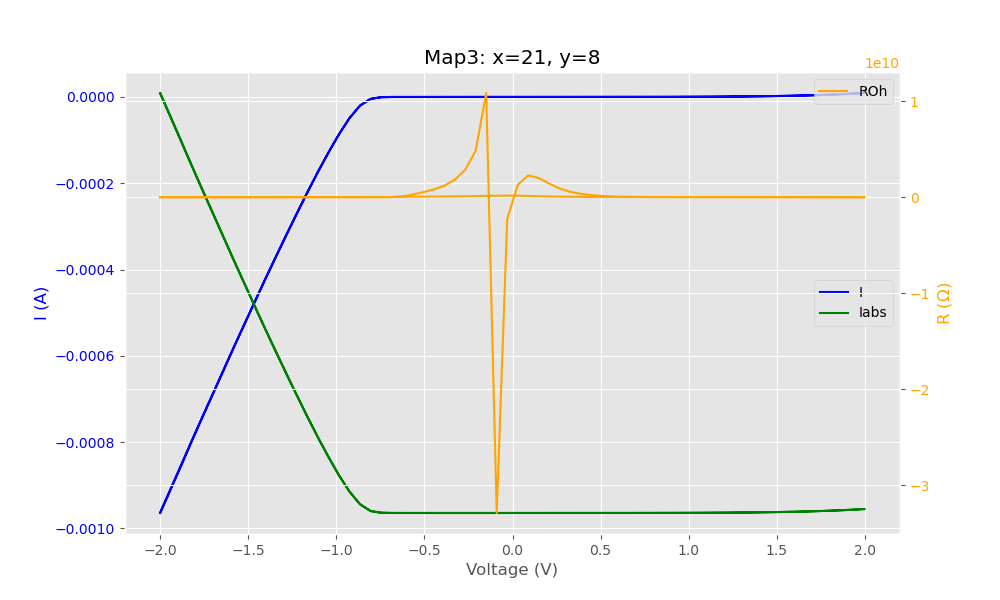 Map3: x=21, y=8
1e10
0.0000
−0.0002
−0.0004
−0.0006
−0.0008
−0.0010
I (A)
ROh
I
Iabs
1
0
−1
−2
−3
R (Ω)
−2.0 −1.5 −1.0 −0.5 0.0 0.5 1.0 1.5 2.0
Voltage (V)